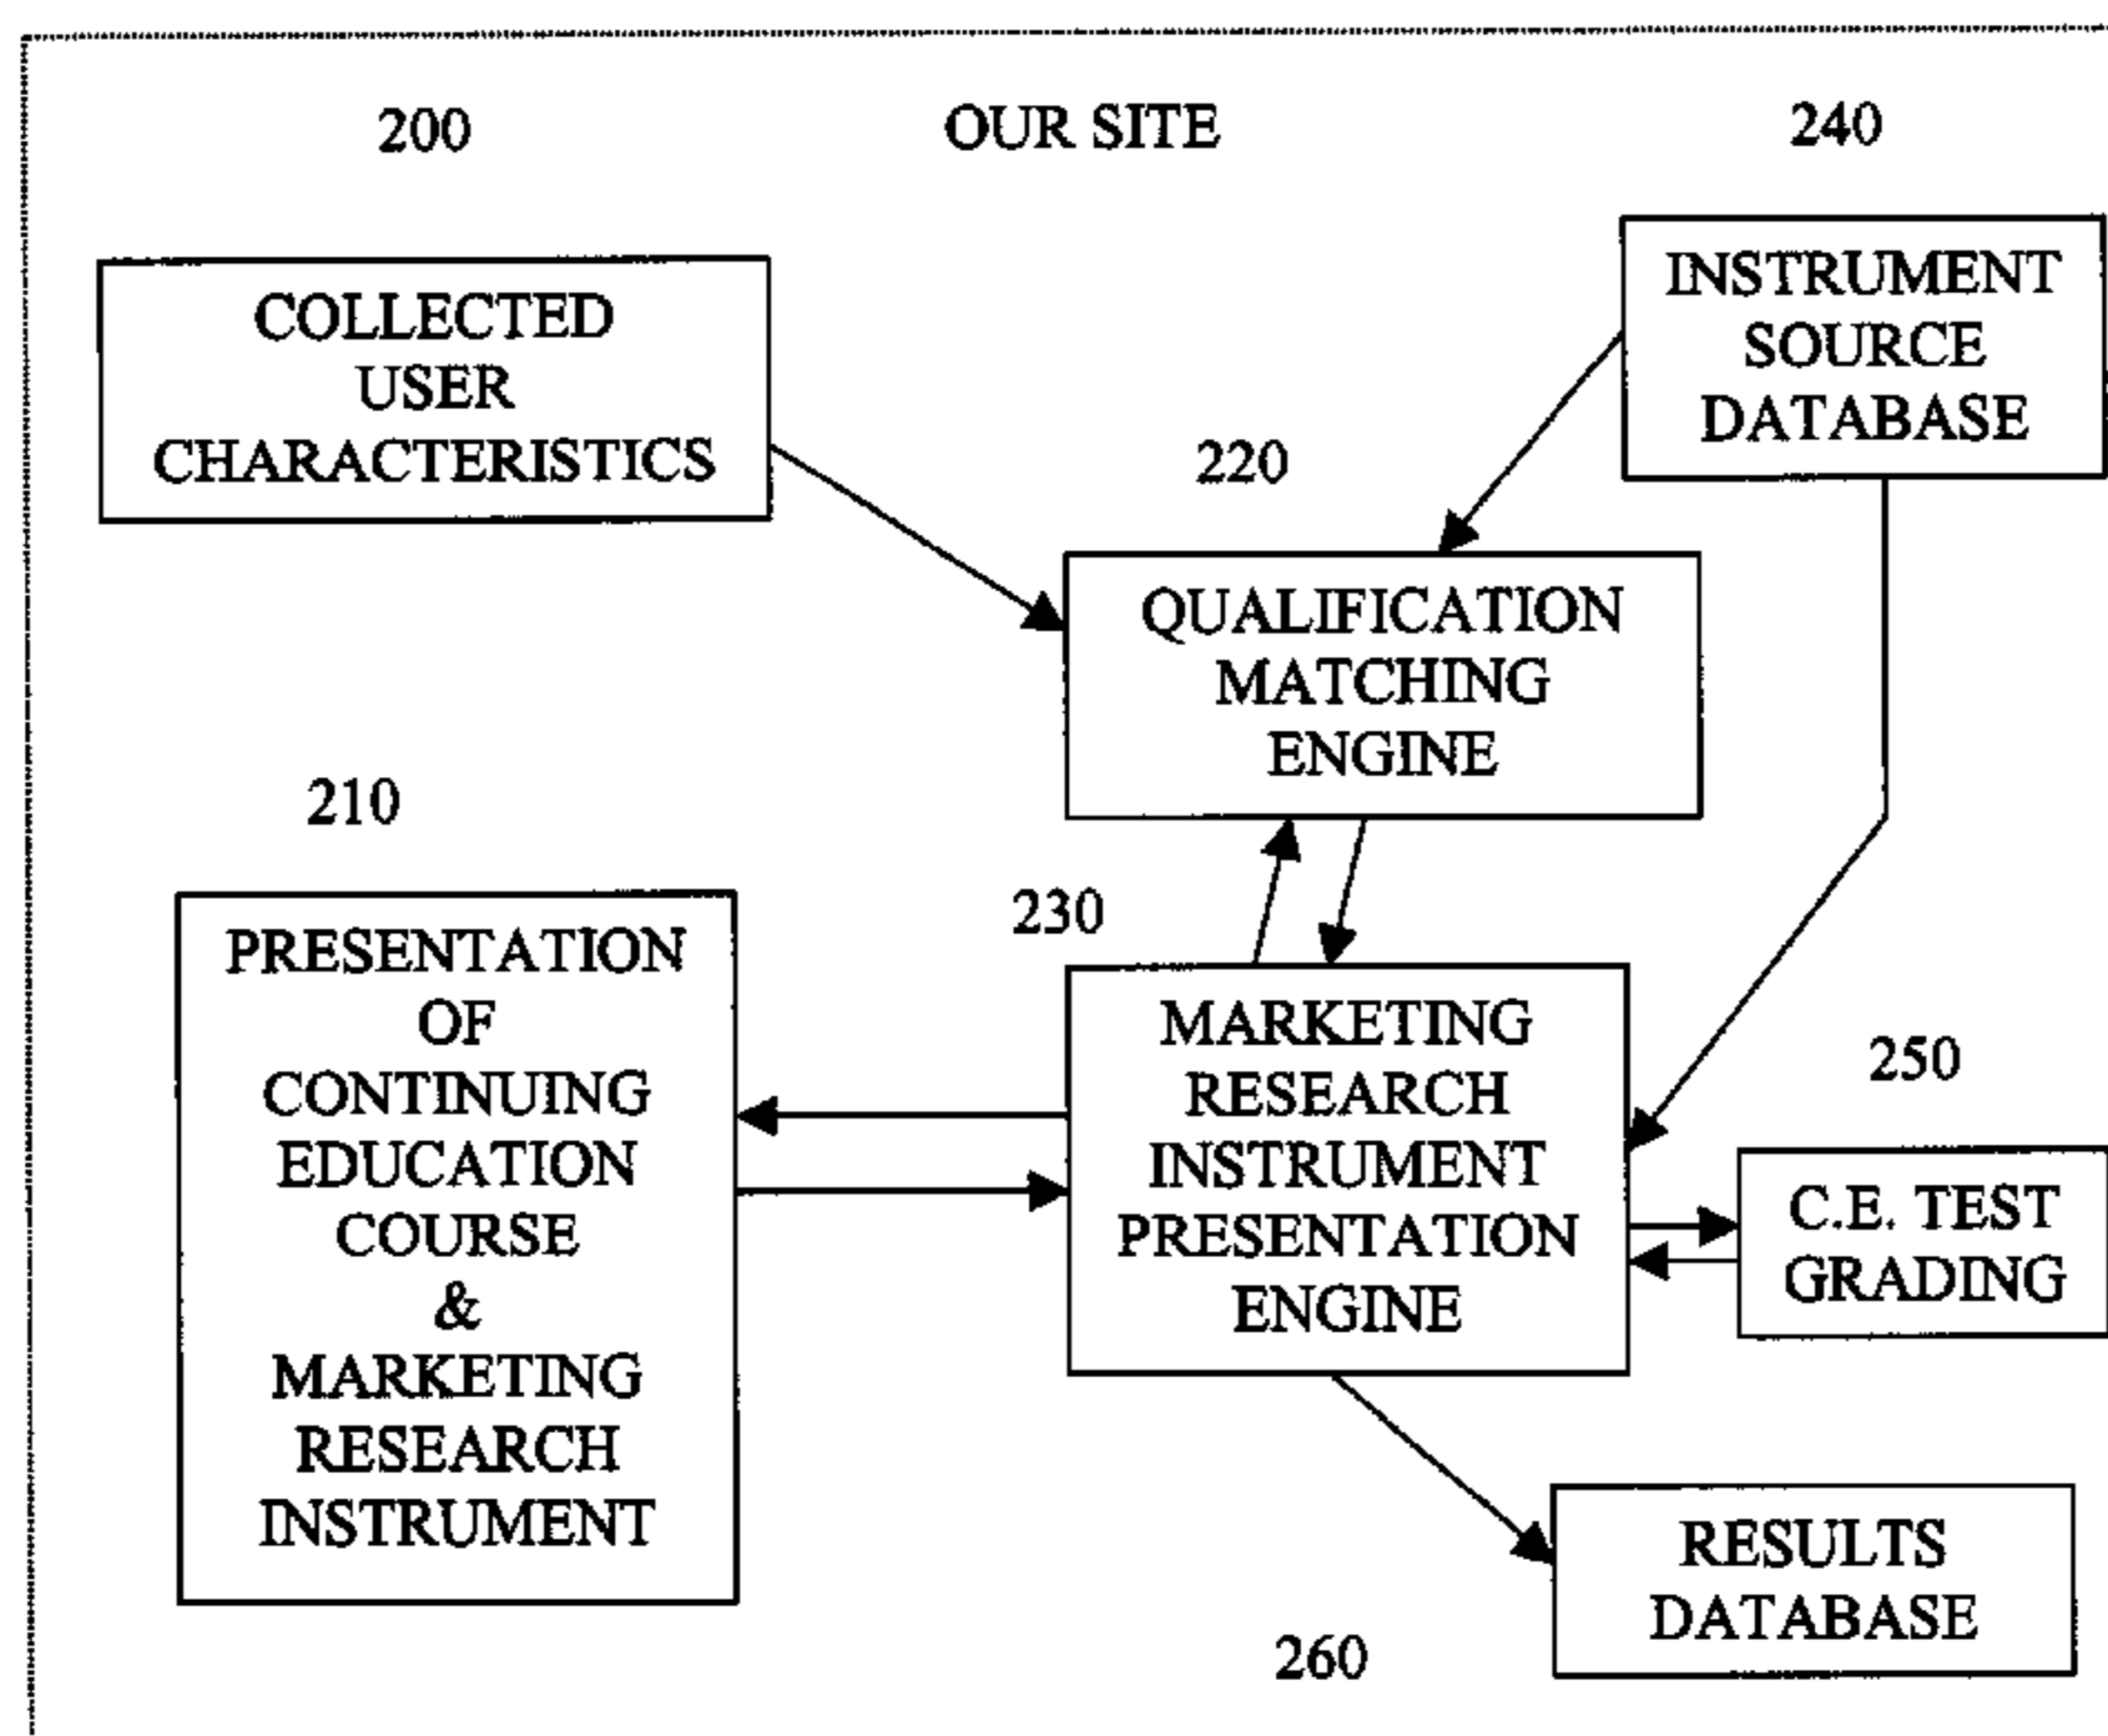 200
OUR SITE
240
COLLECTED
USER
CHARACTERISTICS
INSTRUMENT
SOURCE
DATABASE
220
QUALIFICATION
MATCHING
ENGINE
210
PRESENTATION
OF
CONTINUING
EDUCATION
COURSE
&
MARKETING
RESEARCH
INSTRUMENT
230
MARKETING
RESEARCH
INSTRUMENT
PRESENTATION
ENGINE
250
C.E. TEST
GRADING
RESULTS
DATABASE
260